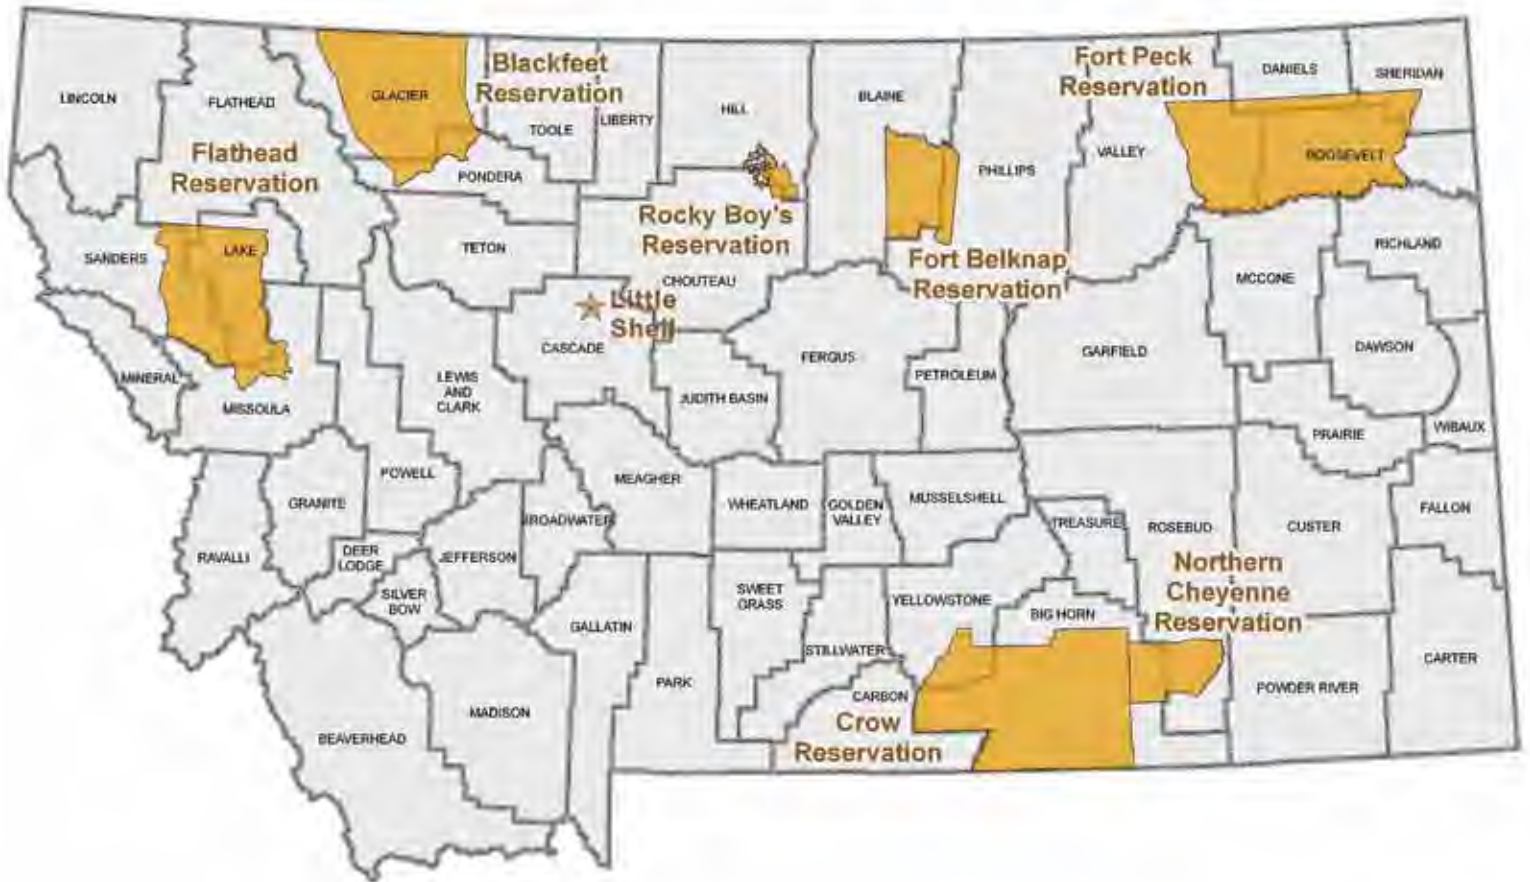 Blackfeet
Reservation
Fort Peck
Reservation
DANIELS
SHERIDAN
LINCOLN
FLATHEAD
GLACIER
TOOLE
LIBERTY
HILL
BLAINE
PHILLIPS
VALLEY
ROOSEVELT
Flathead
Reservation
PONDERA
Rocky Boy's
Reservation
CHOUTEAU
SANDERS
LAKE
TETON
Fort Belknap
Reservation
RICHLAND
MCCONE
Little
Shell
CASCADE
MINERAL
MISSOULA
LEWIS
AND
CLARK
JUDITH BASIN
FERGUS
PETROLEUM
GARFIELD
DAWSON
PRAIRIE
WIBAUX
POWELL
GRANITE
MEAGHER
WHEATLAND
GOLDEN
VALLEY
MUSSELSHELL
TREASURE
ROSEBUD
CUSTER
FALLON
RAVALLI
DEER
LODGE
JEFFERSON
BROADWATER
SILVER
BOW
GALLATIN
SWEET
GRASS
YELLOWSTONE
BIG HORN
Northern
Cheyenne
Reservation
STILLWATER
CARBON
PARK
MADISON
BEAVERHEAD
Crow
Reservation
POWDER RIVER
CARTER